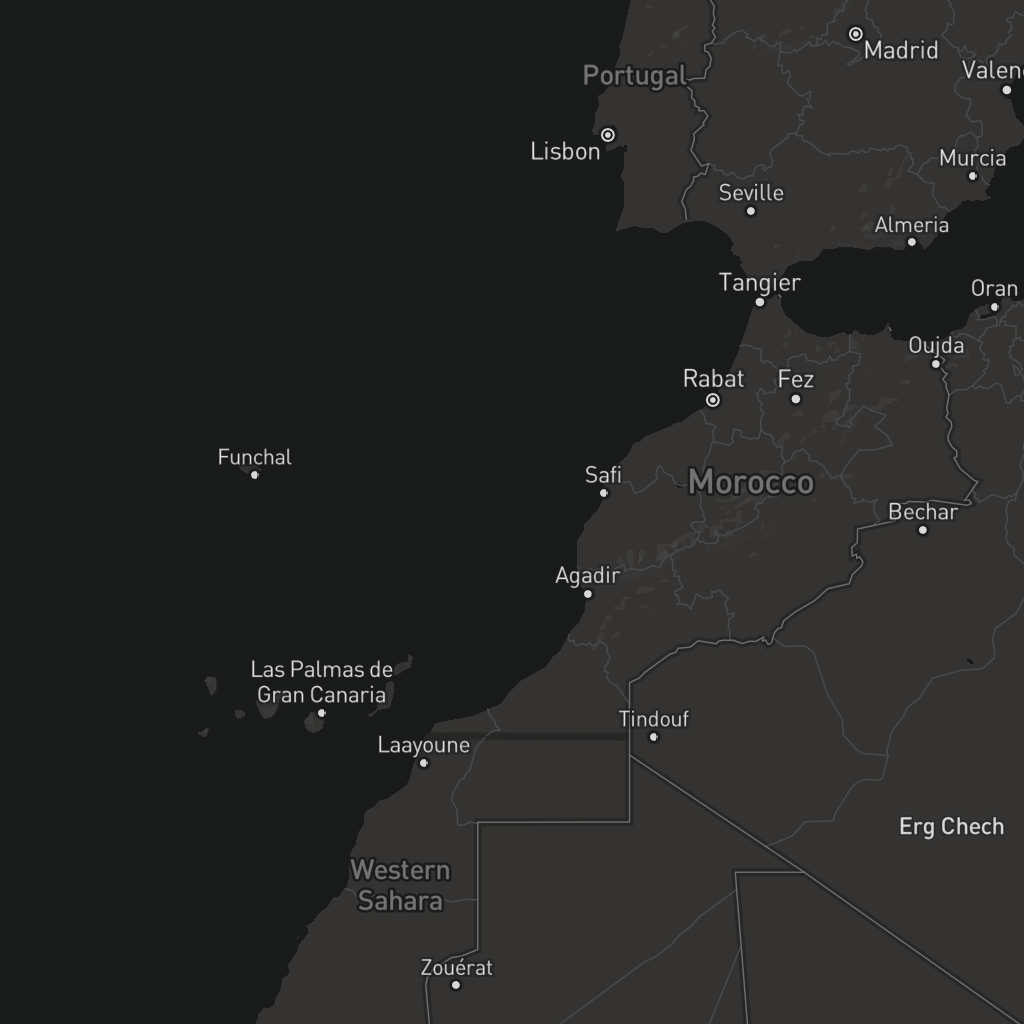 Madrid
Portugal
Valen
Lisbon
Murcia
Seville
Almeria
Tangier
Oran
Oujda
Rabat
Fez
Funchal
Safi
Morocco
Bechar
Agadir
Las Palmas de
Gran Canaria
Tindouf
Laayoune
Erg Chech
Western
Sahara
Zouérat